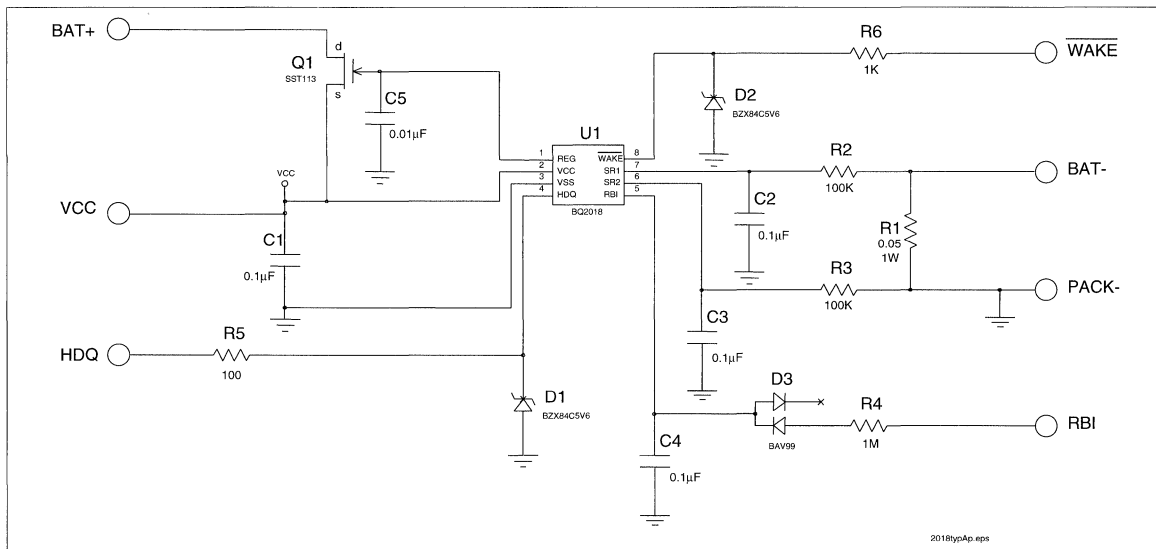 BAT+
Q1
SST113
d
s
C5
0.01µF
R6
1K
WAKE
D2
BZX84C5V6
U1
1 REG WAKE 8
2 VCC SR1 7
3 VSS SR2 6
4 HDQ RBI 5
BQ2018
R2
100K
BAT-
VCC
VCC
C1
0.1µF
C2
0.1µF
R1
0.05
1W
R3
100K
PACK-
C3
0.1µF
HDQ
R5
100
D1
BZX84C5V6
D3
BAV99
R4
1M
RBI
C4
0.1µF
2018typAp.eps